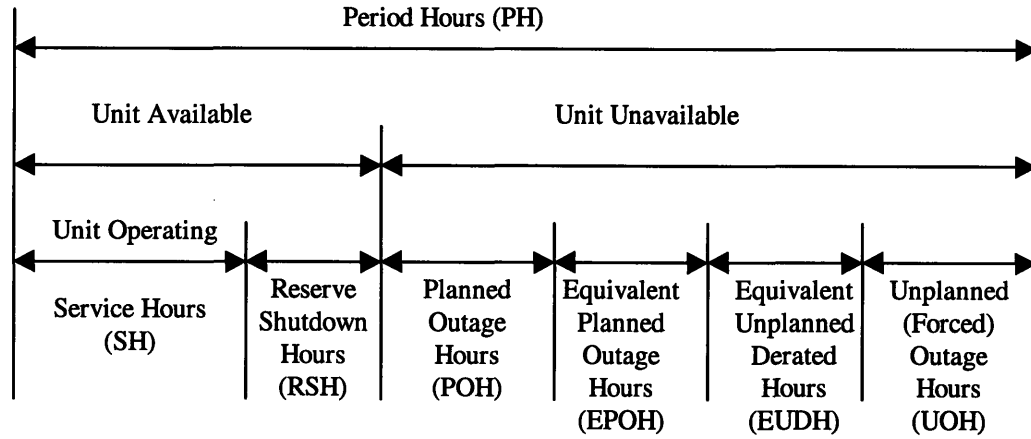 Period Hours (PH)
Unit Available
Unit Unavailable
Unit Operating
Service Hours
(SH)
Reserve
Shutdown
Hours
(RSH)
Planned
Outage
Hours
(POH)
Equivalent
Planned
Outage
Hours
(EPOH)
Equivalent
Unplanned
Derated
Hours
(EUDH)
Unplanned
(Forced)
Outage
Hours
(UOH)